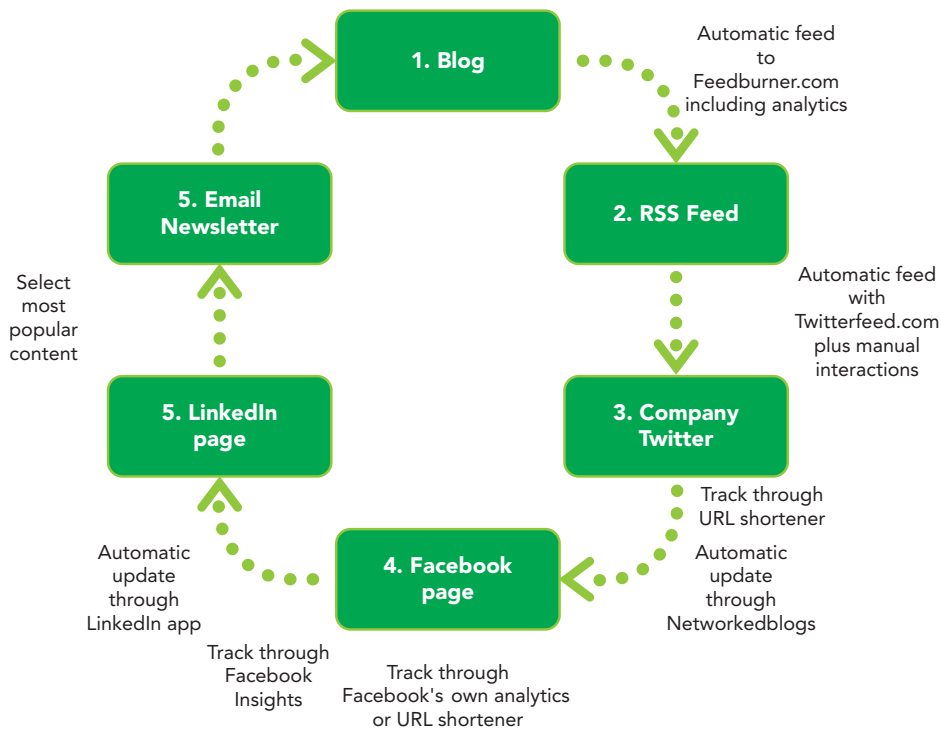 1. Blog
Automatic feed
to
Feedburner.com
including analytics
2. RSS Feed
Automatic feed
with
Twitterfeed.com
plus manual
interactions
3. Company
Twitter
Track through
URL shortener
Automatic
update
through
Networkedblogs
4. Facebook
page
Track through
Facebook's own analytics
or URL shortener
Track through
Facebook
Insights
Automatic
update
through
LinkedIn app
5. LinkedIn
page
Select
most
popular
content
5. Email
Newsletter